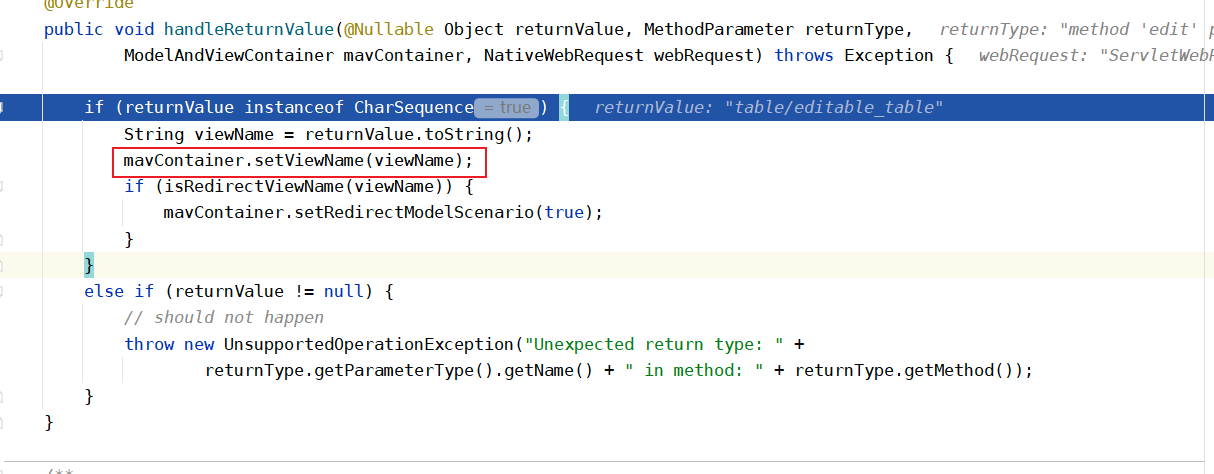 @Override
public void handleReturnValue(@Nullable Object returnValue, MethodParameter returnType,   returnType: "method 'edit' p
ModelAndViewContainer mavContainer, NativeWebRequest webRequest) throws Exception {   webRequest: "ServletWebR
if (returnValue instanceof CharSequence = true ) {   returnValue: "table/editable_table"
String viewName = returnValue.toString();
mavContainer.setViewName(viewName);
if (isRedirectViewName(viewName)) {
mavContainer.setRedirectModelScenario(true);
}
}
else if (returnValue != null) {
// should not happen
throw new UnsupportedOperationException("Unexpected return type: " +
returnType.getParameterType().getName() + " in method: " + returnType.getMethod());
}
}
/**